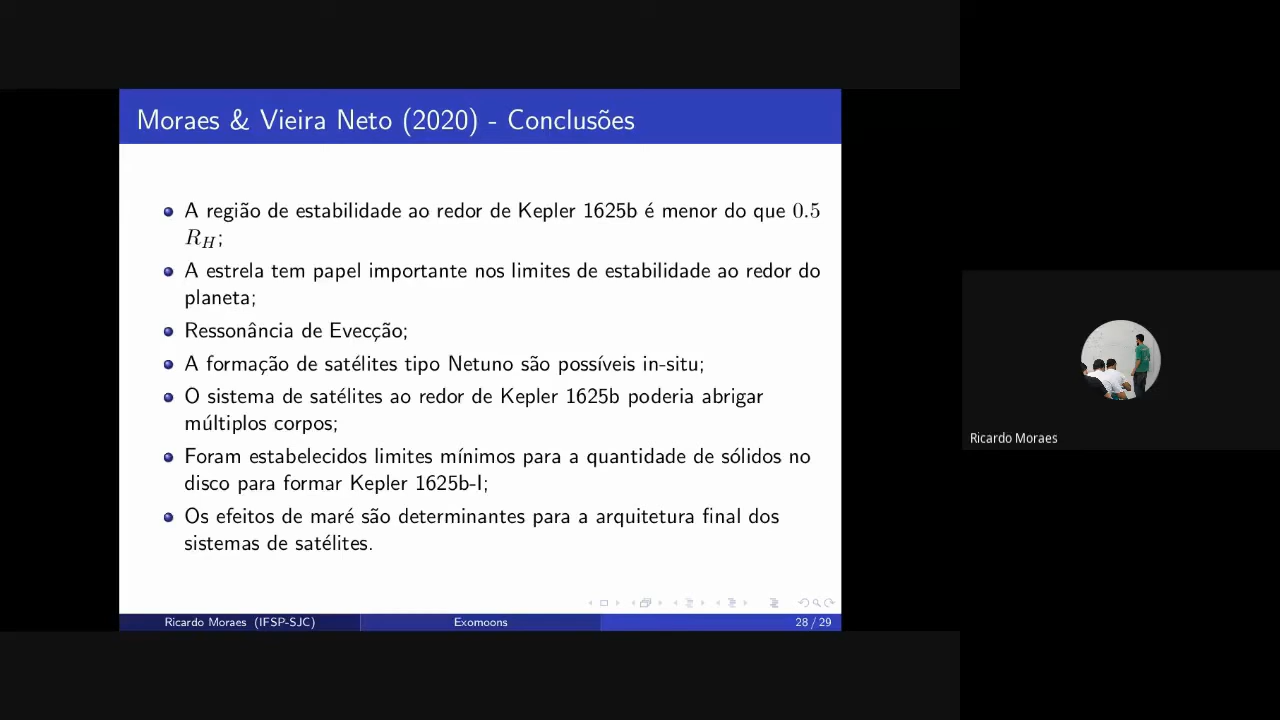 Moraes & Vieira Neto (2020) - Conclusões
A região de estabilidade ao redor de Kepler 1625b é menor do que 0.5
R_H;
A estrela tem papel importante nos limites de estabilidade ao redor do
planeta;
Ressonância de Evecção;
A formação de satélites tipo Netuno são possíveis in-situ;
O sistema de satélites ao redor de Kepler 1625b poderia abrigar
múltiplos corpos;
Foram estabelecidos limites mínimos para a quantidade de sólidos no
disco para formar Kepler 1625b-I;
Os efeitos de maré são determinantes para a arquitetura final dos
sistemas de satélites.
Ricardo Moraes (IFSP-SJC)
Exomoons
28 / 29
Ricardo Moraes